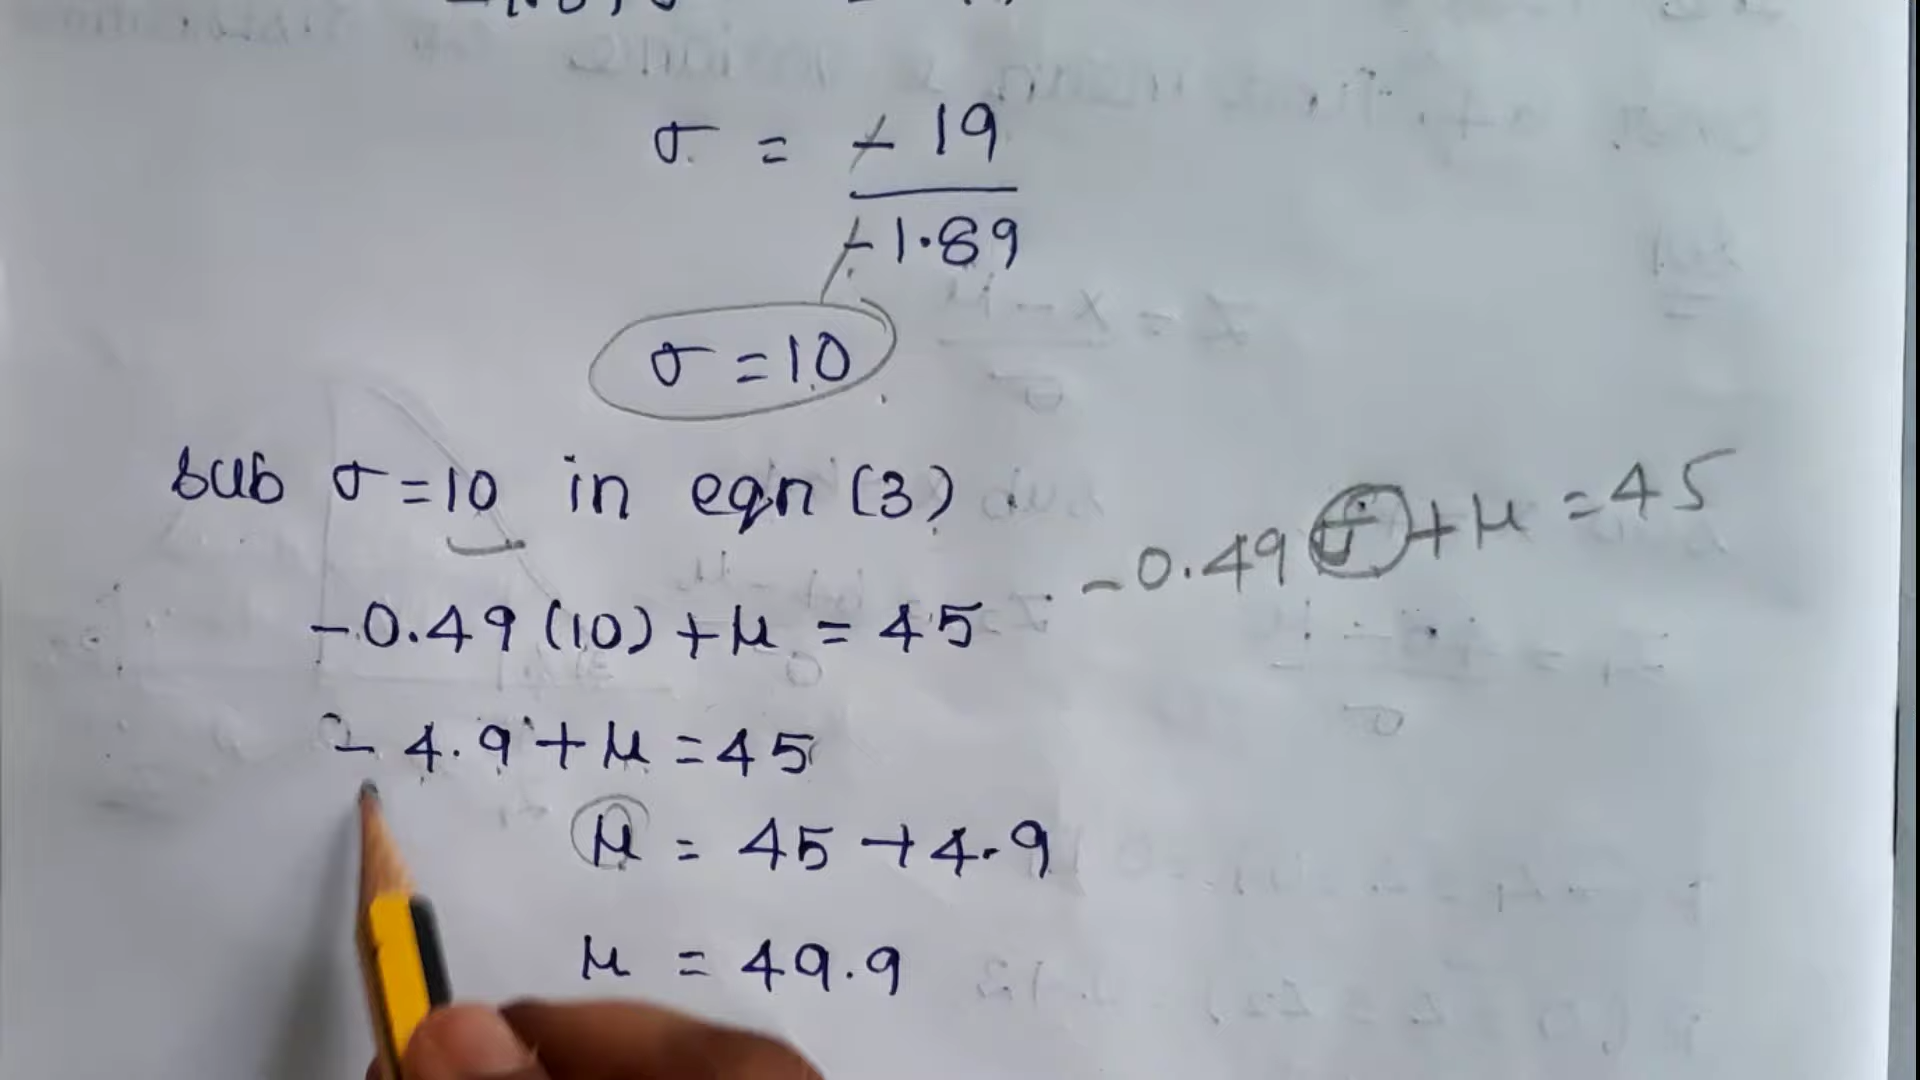 σ = - 19
- 1.89
σ = 10
sub σ = 10 in eqn (3).
-0.49 σ + μ = 45
-0.49 (10) + μ = 45
- 4.9 + μ = 45
μ = 45 + 4.9
μ = 49.9